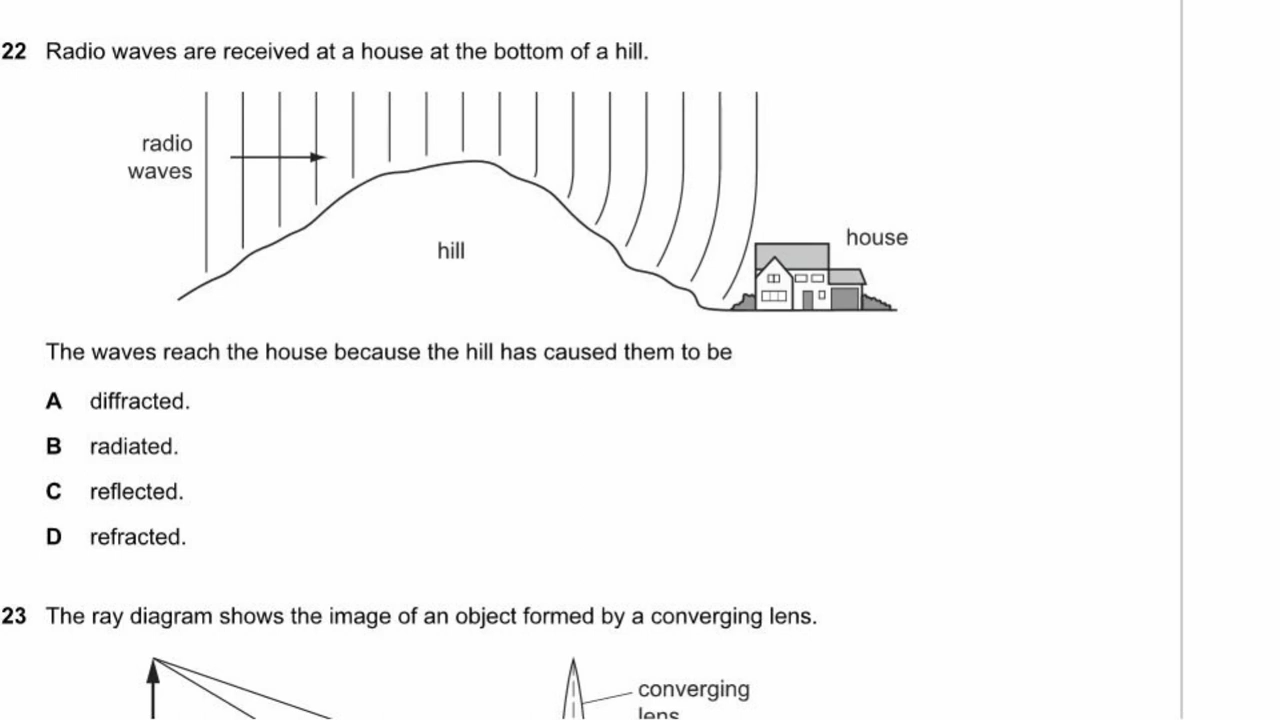 22 Radio waves are received at a house at the bottom of a hill.
radio
waves
hill
house
The waves reach the house because the hill has caused them to be
A diffracted.
B radiated.
C reflected.
D refracted.
23 The ray diagram shows the image of an object formed by a converging lens.
converging
lens